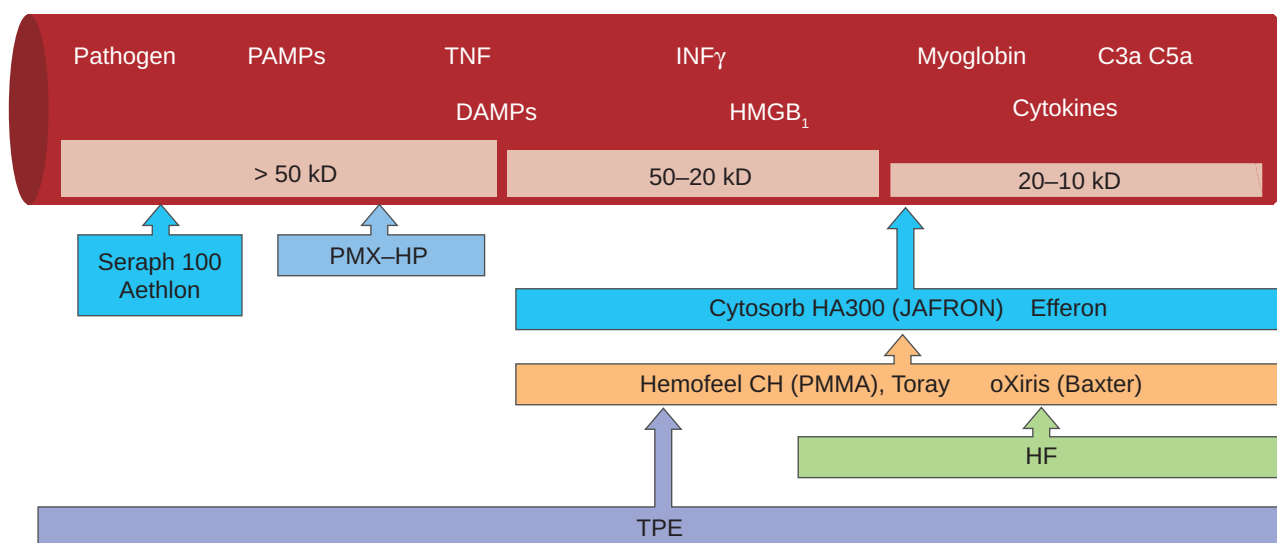 Pathogen PAMPs TNF INFγ Myoglobin C3a C5a
DAMPs HMGB₁ Cytokines
> 50 kD 50–20 kD 20–10 kD
Seraph 100
Aethlon
PMX–HP
Cytosorb HA300 (JAFRON) Efferon
Hemofeel CH (PMMA), Toray oXiris (Baxter)
HF
TPE